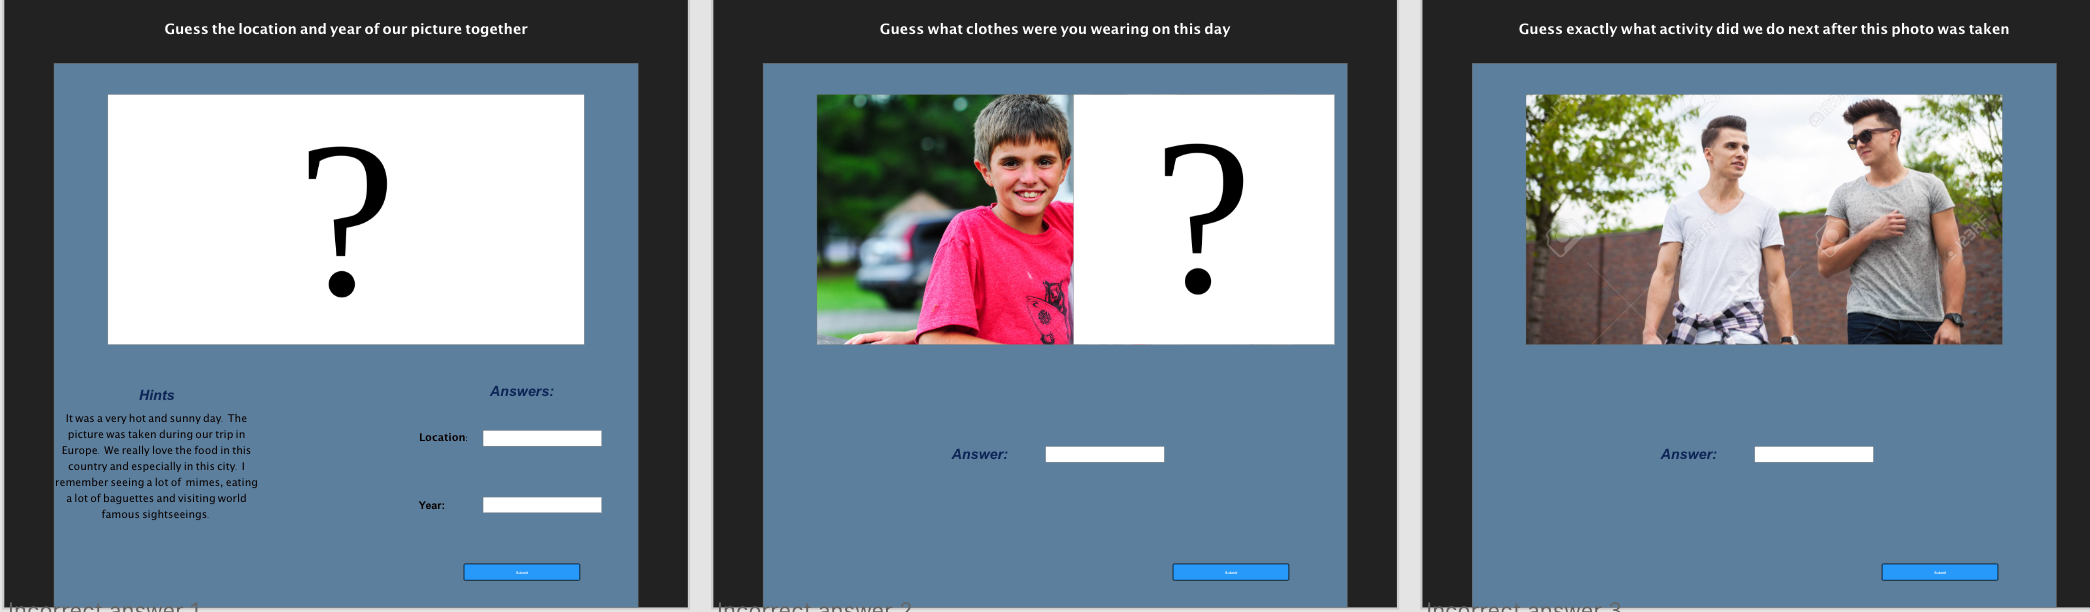 Guess the location and year of our picture together
?
Hints
It was a very hot and sunny day. The
picture was taken during our trip in
Europe. We really love the food in this
country and especially in this city. I
remember seeing a lot of mimes, eating
a lot of baguettes and visiting world
famous sightseeings.
Answers:
Location:
Year:
Submit
Incorrect answer 1
Guess what clothes were you wearing on this day
?
Answer:
Submit
Incorrect answer 2
Guess exactly what activity did we do next after this photo was taken
123RF
123RF
Answer:
Submit
Incorrect answer 3